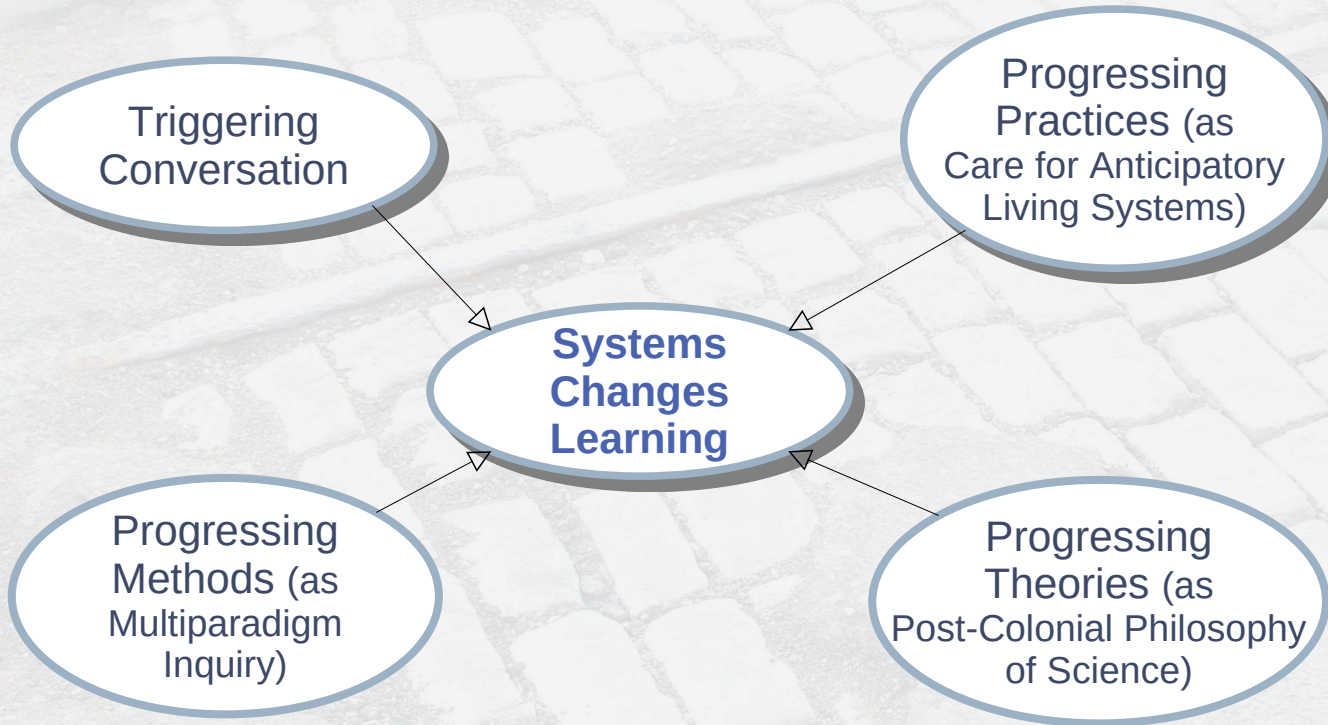 Triggering
Conversation
Progressing
Practices (as
Care for Anticipatory
Living Systems)
Systems
Changes
Learning
Progressing
Methods (as
Multiparadigm
Inquiry)
Progressing
Theories (as
Post-Colonial Philosophy
of Science)